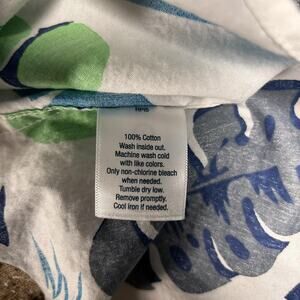 100% Cotton
Wash inside out.
Machine wash cold
with like colors.
Only non-chlorine bleach
when needed.
Tumble dry low.
Remove promptly.
Cool iron if needed.